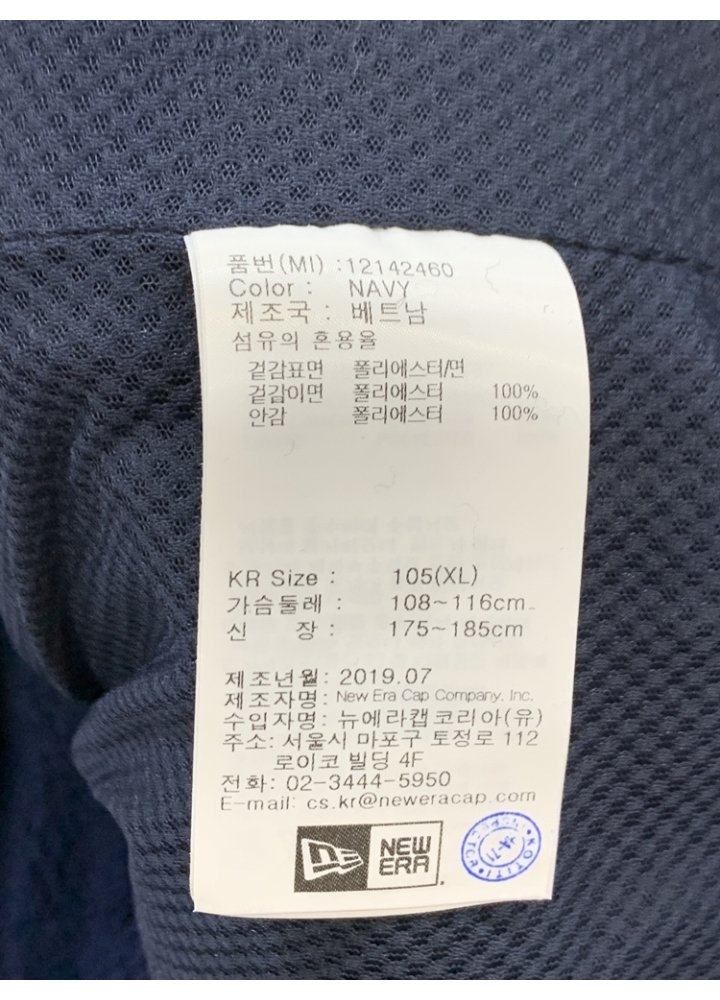 품번(MI) :12142460
Color : NAVY
제조국 : 베트남
섬유의 혼용율
겉감표면 폴리에스터/면
겉감이면 폴리에스터 100%
안감 폴리에스터 100%
KR Size : 105(XL)
가슴둘레 : 108~116cm
신 장 : 175~185cm
제조년월: 2019.07
제조자명: New Era Cap Company. Inc.
수입자명: 뉴에라캡코리아(유)
주소: 서울시 마포구 토정로 112
로이코 빌딩 4F
전화: 02-3444-5950
E-mail: cs.kr@neweracap.com
NEW
ERA
KOTITI
INSPECTOR